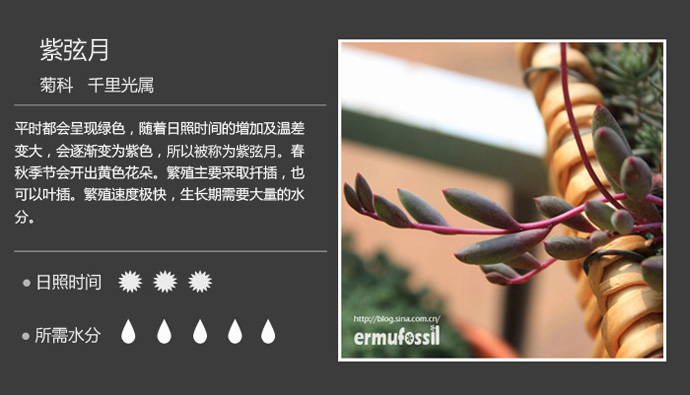 紫弦月
菊科 千里光属
平时都会呈现绿色，随着日照时间的增加及温差
变大，会逐渐变为紫色，所以被称为紫弦月。春
秋季节会开出黄色花朵。繁殖主要采取扦插，也
可以叶插。繁殖速度极快，生长期需要大量的水
分。
日照时间
所需水分
http://blog.sina.com.cn/
ermufossil